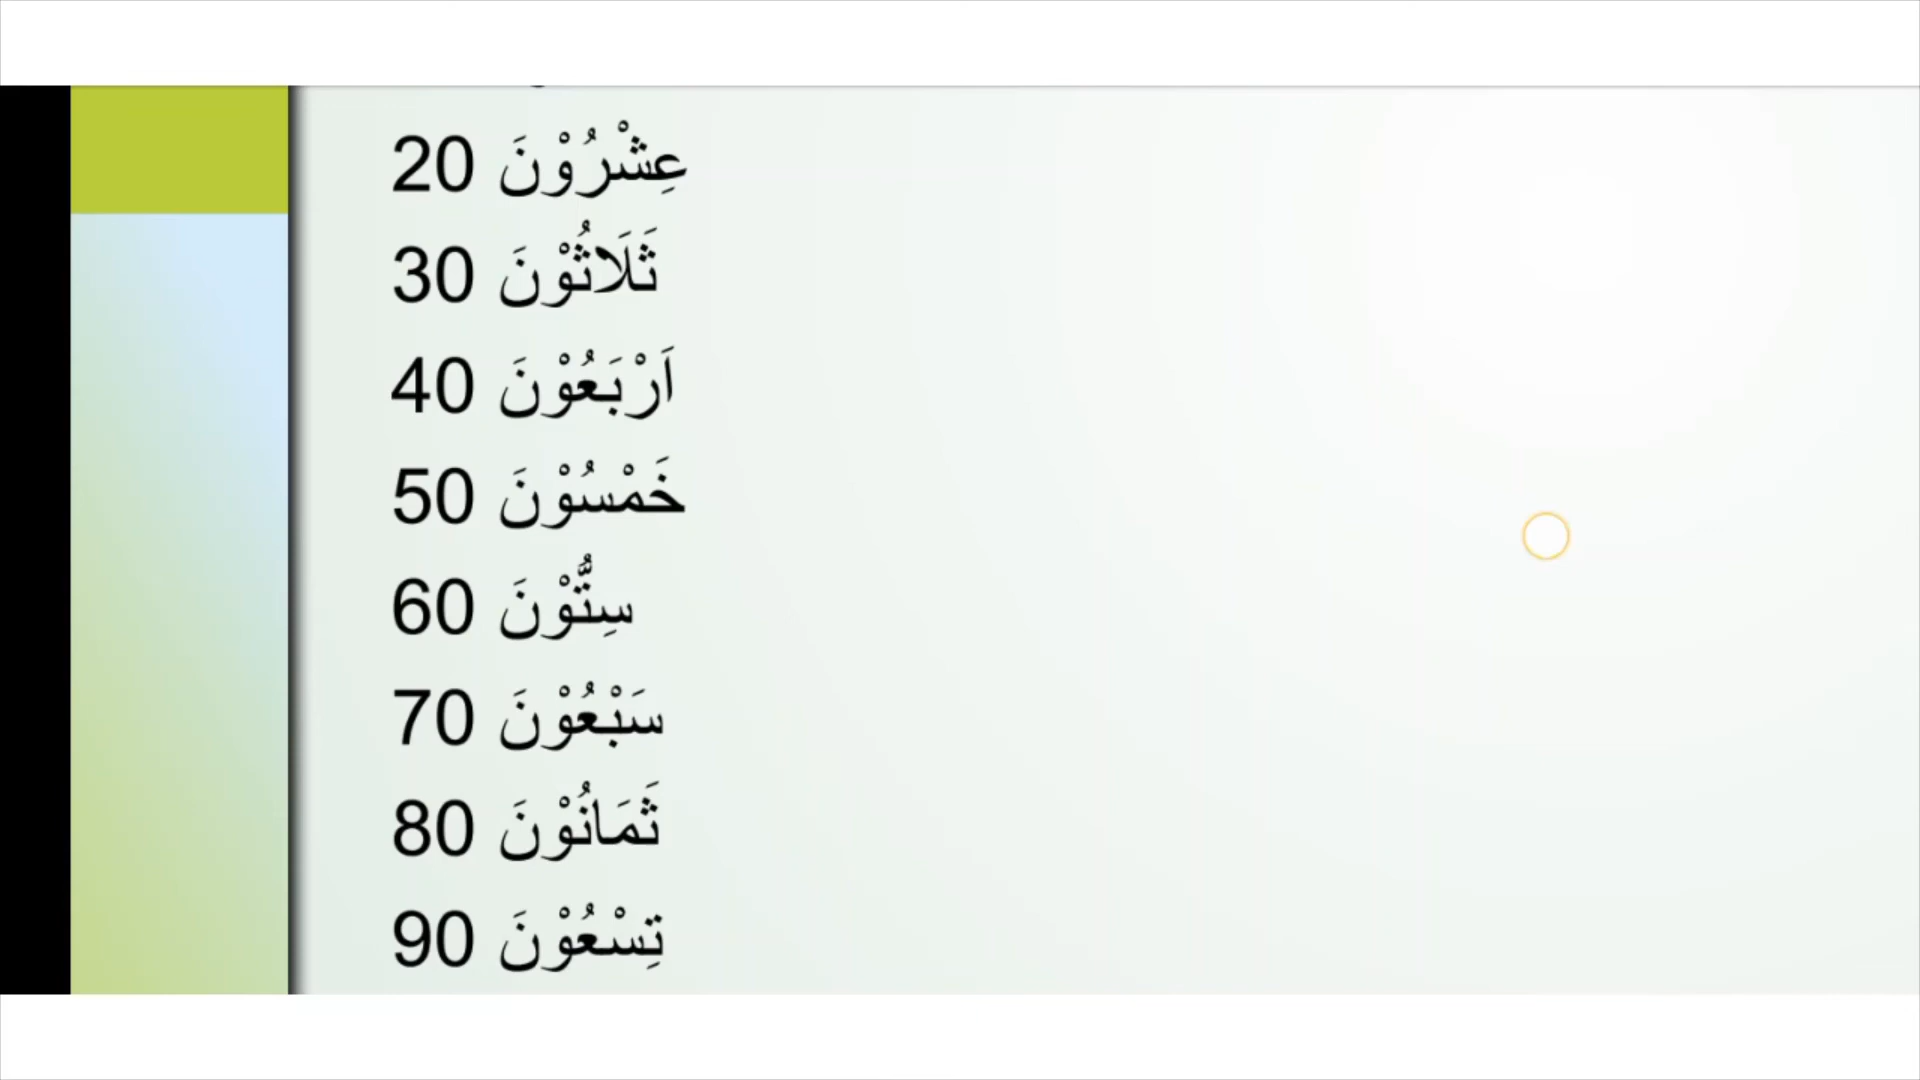 20 عِشْرُوْنَ
30 ثَلَاثُوْنَ
40 اَرْبَعُوْنَ
50 خَمْسُوْنَ
60 سِتُّوْنَ
70 سَبْعُوْنَ
80 ثَمَانُوْنَ
90 تِسْعُوْنَ